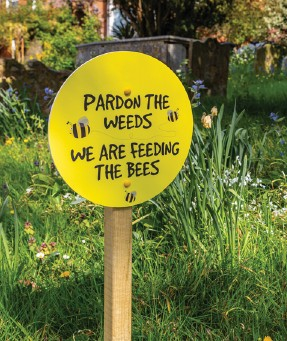 PARDON THE
WEEDS
WE ARE FEEDING
THE BEES